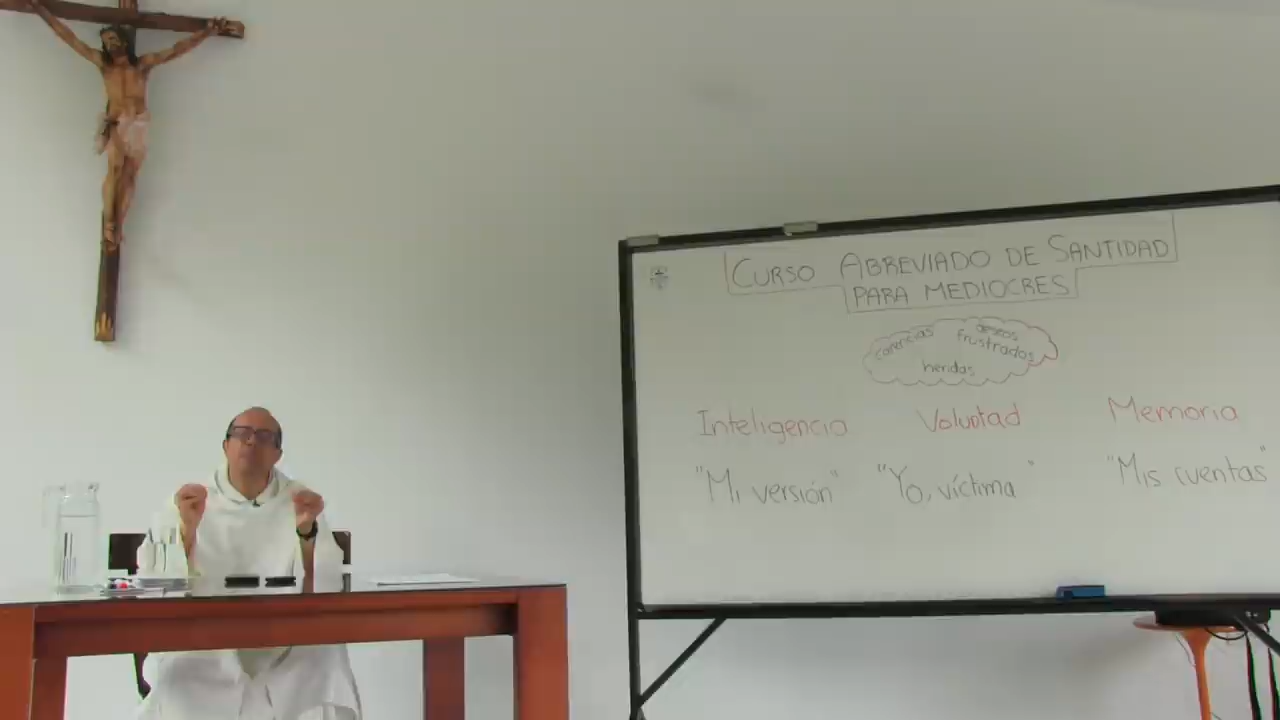 CURSO ABREVIADO DE SANTIDAD
PARA MEDIOCRES
carencias deseos frustrados
heridas
Inteligencia Voluntad Memoria
"Mi versión" "Yo, víctima" "Mis cuentas"